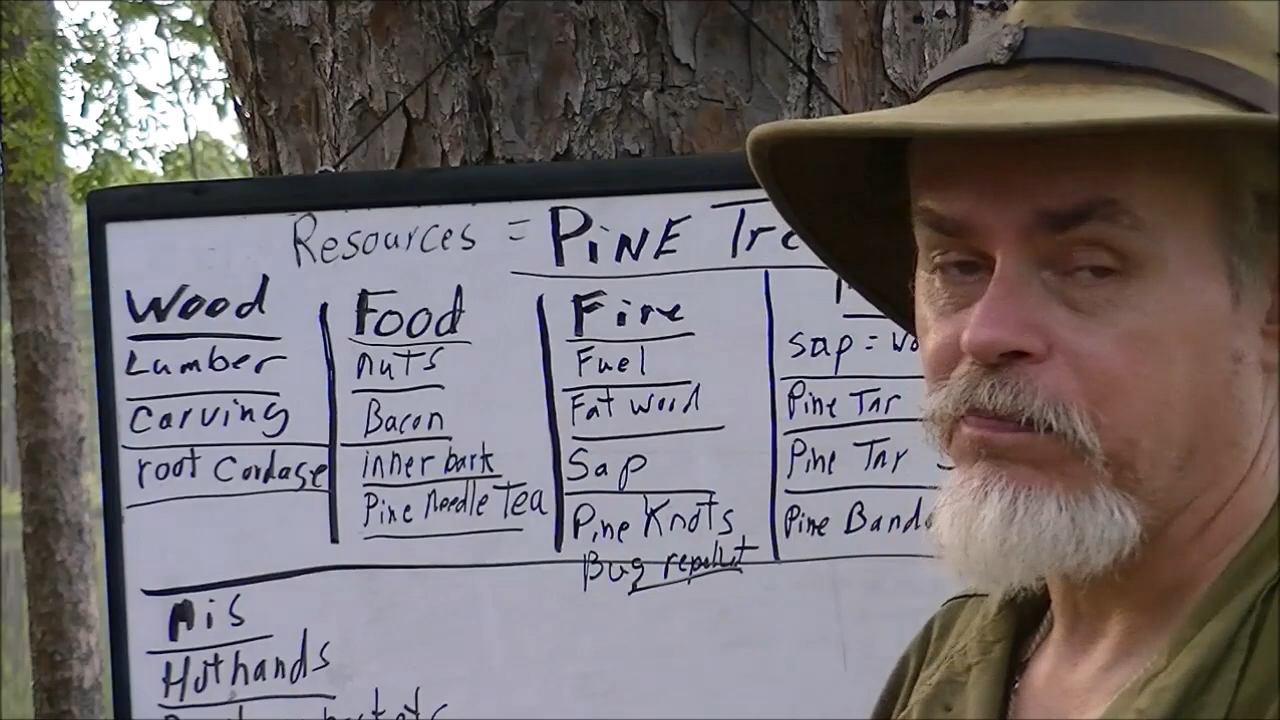 Resources = PINE Tre
Wood
Lumber
Carving
root Cordage
Food
nuts
Bacon
inner bark
Pine Needle Tea
Fire
Fuel
Fat wood
Sap
Pine Knots
Bug repellit
sap = wo
Pine Tar
Pine Tar
Pine Band
Mis
Hothands